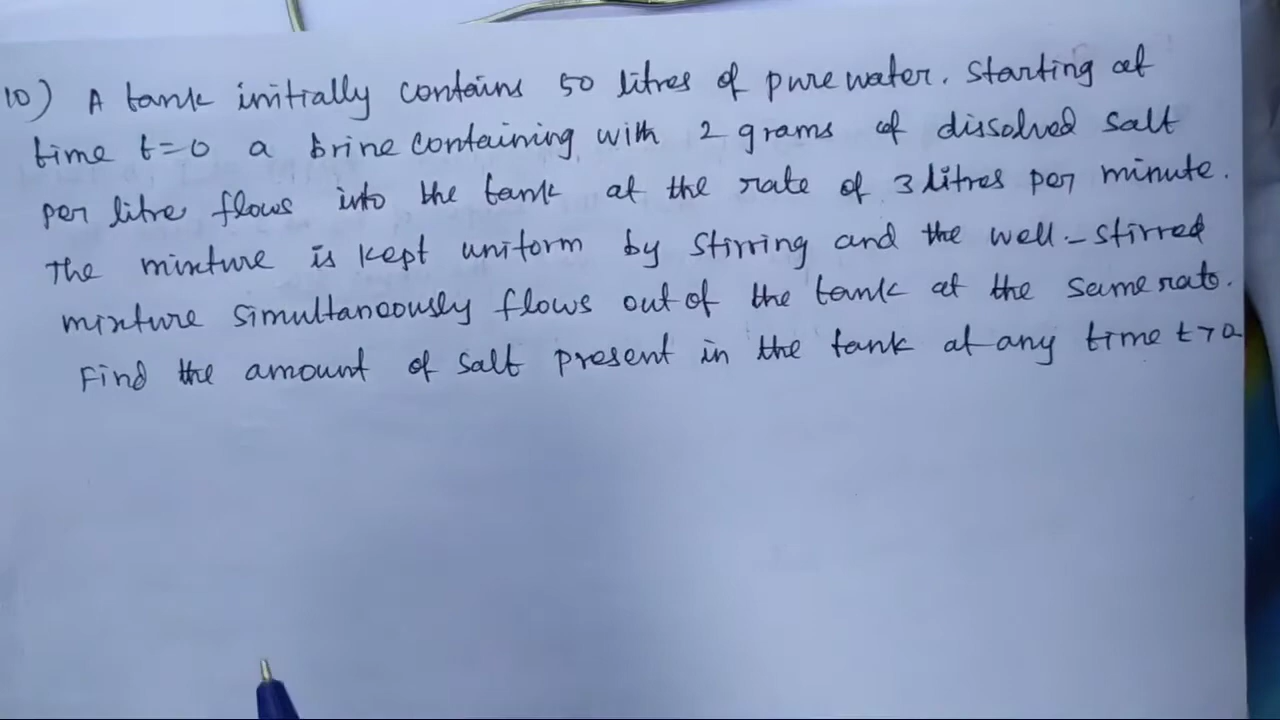 10) A tank initially contains 50 litres of pure water. Starting at
time t=0 a brine containing with 2 grams of dissolved salt
per litre flows into the tank at the rate of 3 litres per minute.
The mixture is kept uniform by stirring and the well-stirred
mixture simultaneously flows out of the tank at the same rate.
Find the amount of salt present in the tank at any time t>0